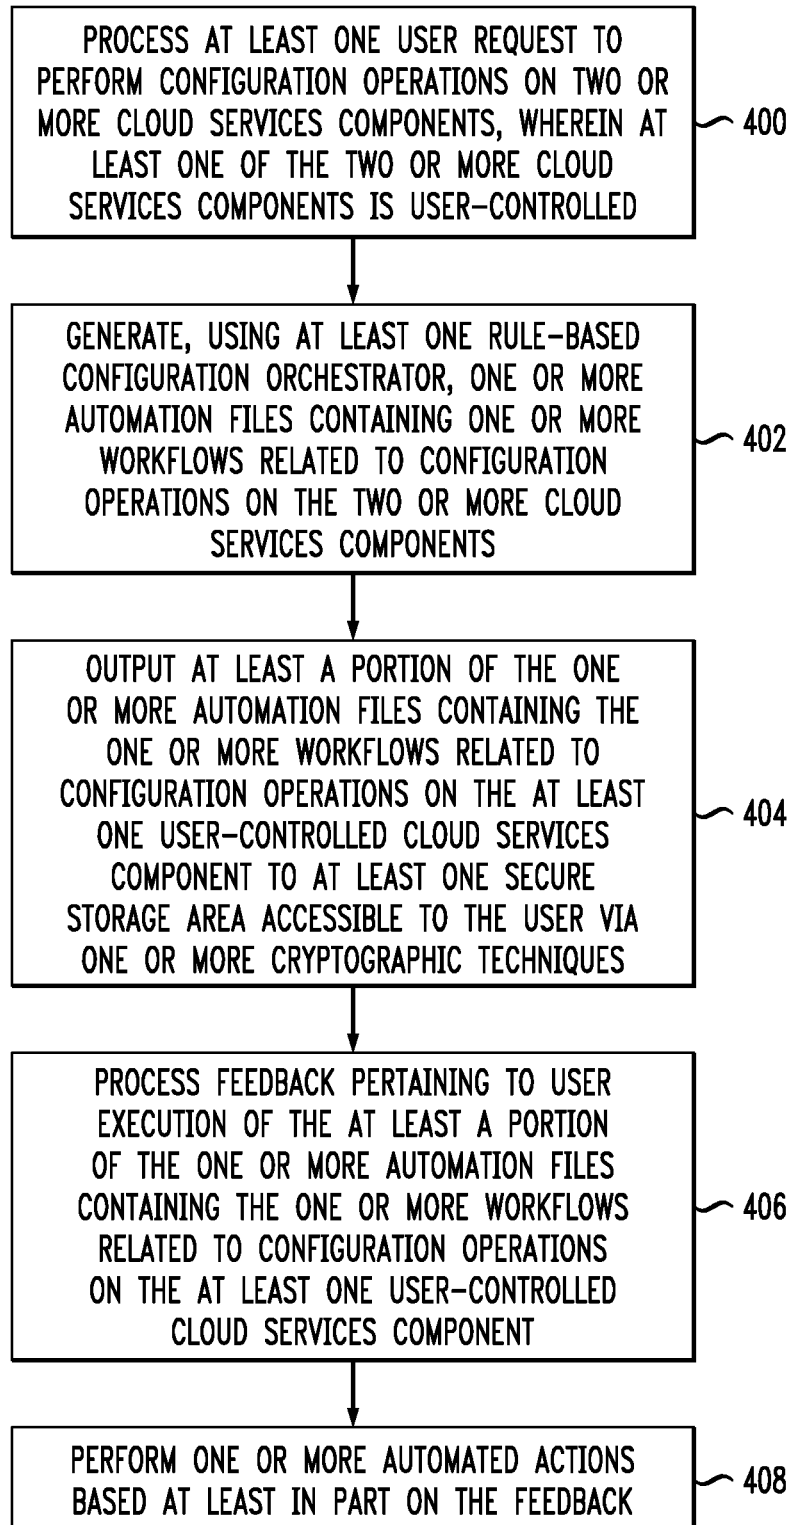 PROCESS AT LEAST ONE USER REQUEST TO
PERFORM CONFIGURATION OPERATIONS ON TWO OR
MORE CLOUD SERVICES COMPONENTS, WHEREIN AT
LEAST ONE OF THE TWO OR MORE CLOUD
SERVICES COMPONENTS IS USER-CONTROLLED
400
GENERATE, USING AT LEAST ONE RULE-BASED
CONFIGURATION ORCHESTRATOR, ONE OR MORE
AUTOMATION FILES CONTAINING ONE OR MORE
WORKFLOWS RELATED TO CONFIGURATION
OPERATIONS ON THE TWO OR MORE CLOUD
SERVICES COMPONENTS
402
OUTPUT AT LEAST A PORTION OF THE ONE
OR MORE AUTOMATION FILES CONTAINING THE
ONE OR MORE WORKFLOWS RELATED TO
CONFIGURATION OPERATIONS ON THE AT LEAST
ONE USER-CONTROLLED CLOUD SERVICES
COMPONENT TO AT LEAST ONE SECURE
STORAGE AREA ACCESSIBLE TO THE USER VIA
ONE OR MORE CRYPTOGRAPHIC TECHNIQUES
404
PROCESS FEEDBACK PERTAINING TO USER
EXECUTION OF THE AT LEAST A PORTION
OF THE ONE OR MORE AUTOMATION FILES
CONTAINING THE ONE OR MORE WORKFLOWS
RELATED TO CONFIGURATION OPERATIONS
ON THE AT LEAST ONE USER-CONTROLLED
CLOUD SERVICES COMPONENT
406
PERFORM ONE OR MORE AUTOMATED ACTIONS
BASED AT LEAST IN PART ON THE FEEDBACK
408